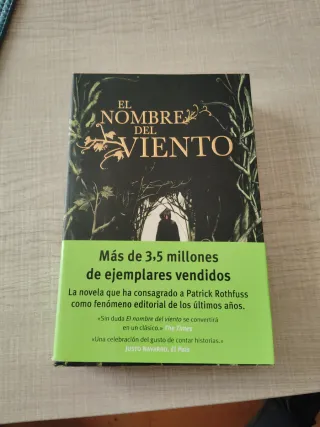 EL
NOMBRE
DEL
VIENTO
Más de 3,5 millones
de ejemplares vendidos
La novela que ha consagrado a Patrick Rothfuss
como fenómeno editorial de los últimos años.
«Sin duda El nombre del viento se convertirá
en un clásico.» The Times
«Una celebración del gusto de contar historias.»
Justo Navarro, El País